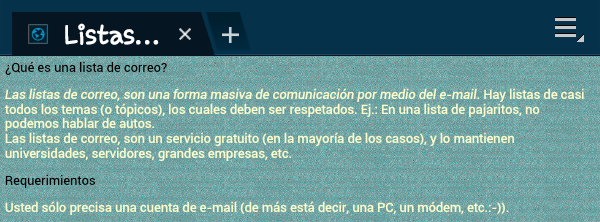 Listas...
¿Qué es una lista de correo?
Las listas de correo, son una forma masiva de comunicación por medio del e-mail. Hay listas de casi
todos los temas (o tópicos), los cuales deben ser respetados. Ej.: En una lista de pajaritos, no
podemos hablar de autos.
Las listas de correo, son un servicio gratuito (en la mayoría de los casos), y lo mantienen
universidades, servidores, grandes empresas, etc.
Requerimientos
Usted sólo precisa una cuenta de e-mail (de más está decir, una PC, un módem, etc.:-)).